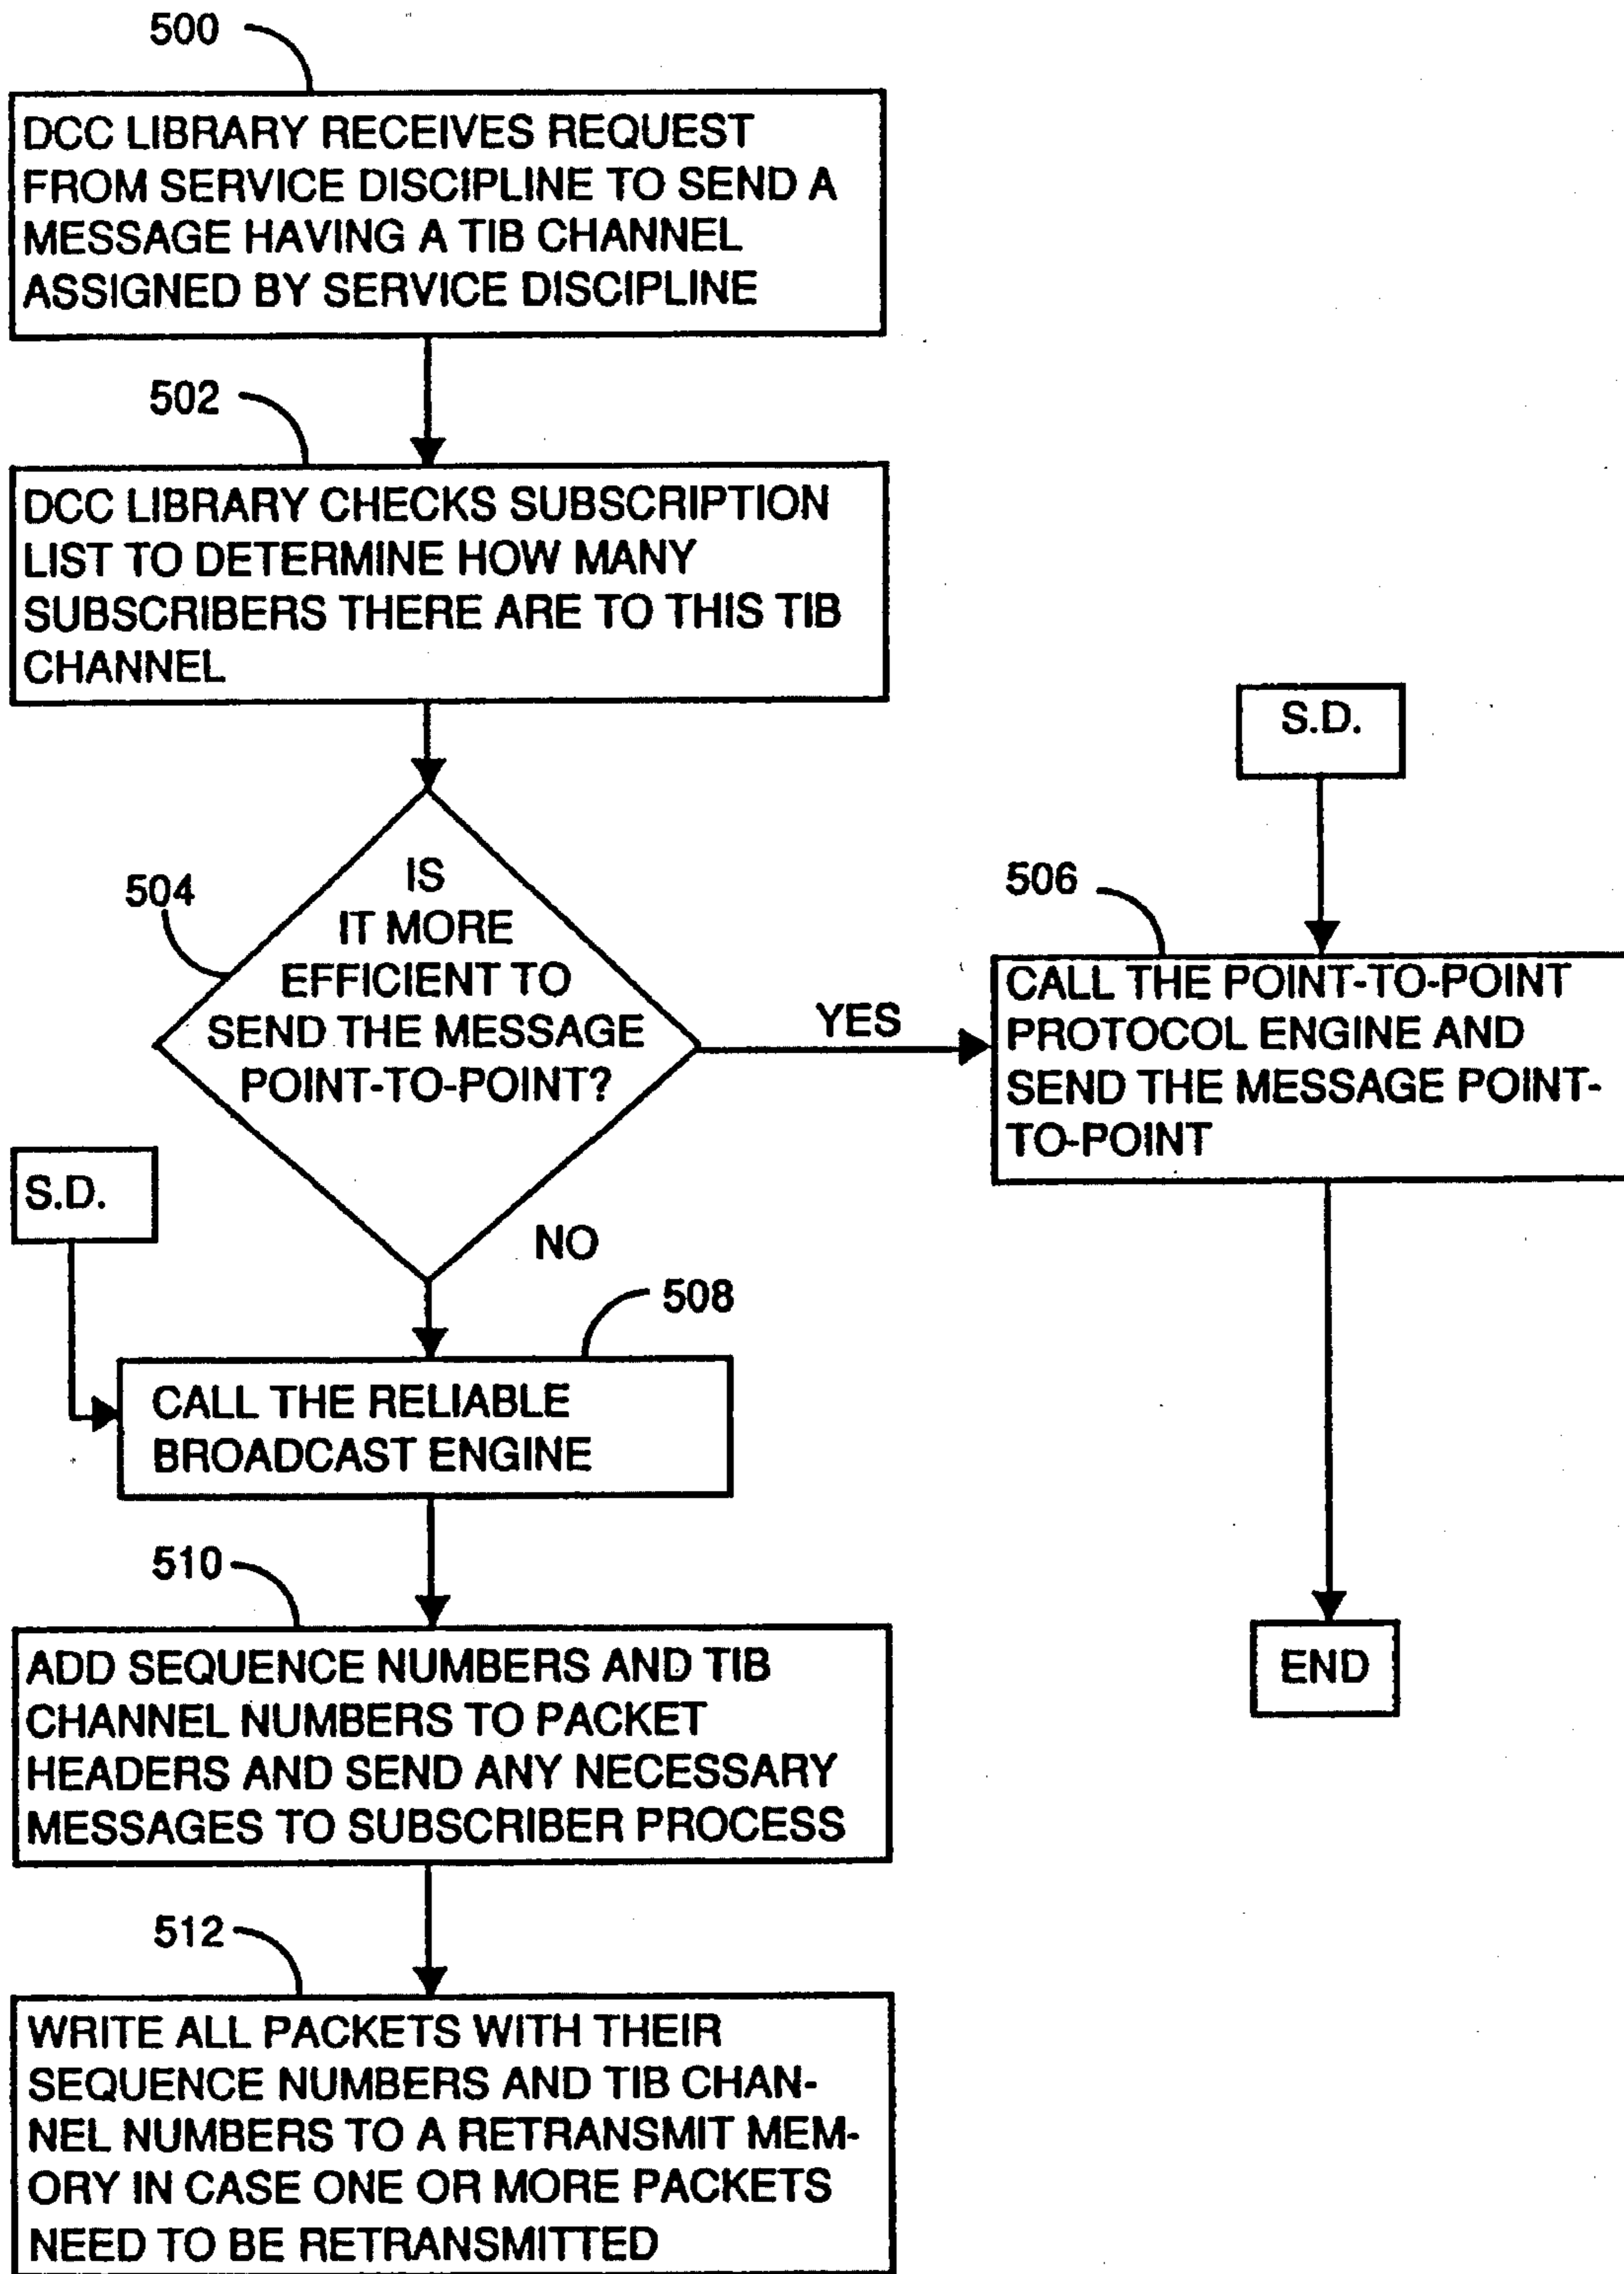 500
DCC LIBRARY RECEIVES REQUEST
FROM SERVICE DISCIPLINE TO SEND A
MESSAGE HAVING A TIB CHANNEL
ASSIGNED BY SERVICE DISCIPLINE
502
DCC LIBRARY CHECKS SUBSCRIPTION
LIST TO DETERMINE HOW MANY
SUBSCRIBERS THERE ARE TO THIS TIB
CHANNEL
504
IS
IT MORE
EFFICIENT TO
SEND THE MESSAGE
POINT-TO-POINT?
YES
S.D.
506
CALL THE POINT-TO-POINT
PROTOCOL ENGINE AND
SEND THE MESSAGE POINT-
TO-POINT
END
S.D.
NO
508
CALL THE RELIABLE
BROADCAST ENGINE
510
ADD SEQUENCE NUMBERS AND TIB
CHANNEL NUMBERS TO PACKET
HEADERS AND SEND ANY NECESSARY
MESSAGES TO SUBSCRIBER PROCESS
512
WRITE ALL PACKETS WITH THEIR
SEQUENCE NUMBERS AND TIB CHAN-
NEL NUMBERS TO A RETRANSMIT MEM-
ORY IN CASE ONE OR MORE PACKETS
NEED TO BE RETRANSMITTED